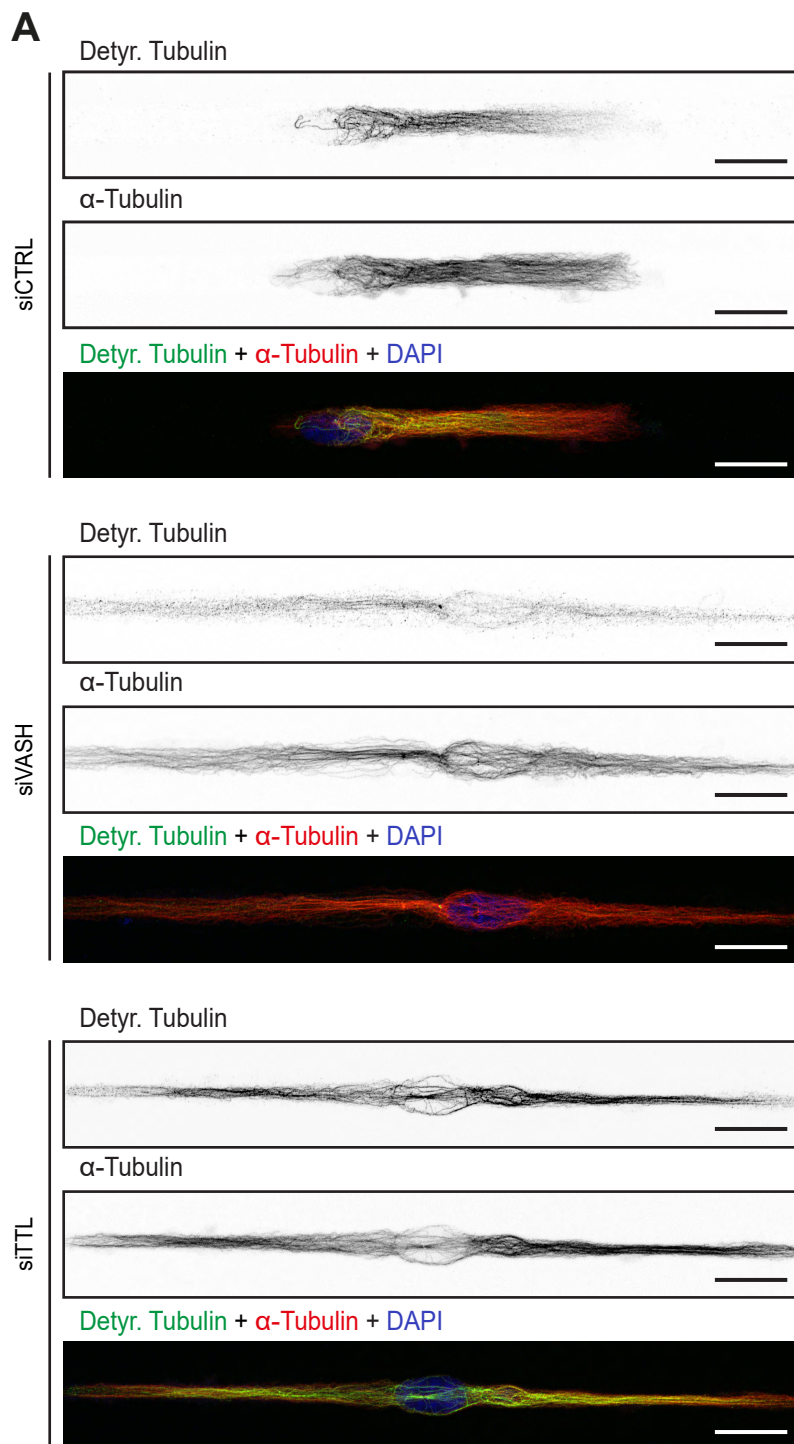 A
siCTRL
Detyr. Tubulin
α-Tubulin
Detyr. Tubulin + α-Tubulin + DAPI
siVASH
Detyr. Tubulin
α-Tubulin
Detyr. Tubulin + α-Tubulin + DAPI
siTTL
Detyr. Tubulin
α-Tubulin
Detyr. Tubulin + α-Tubulin + DAPI